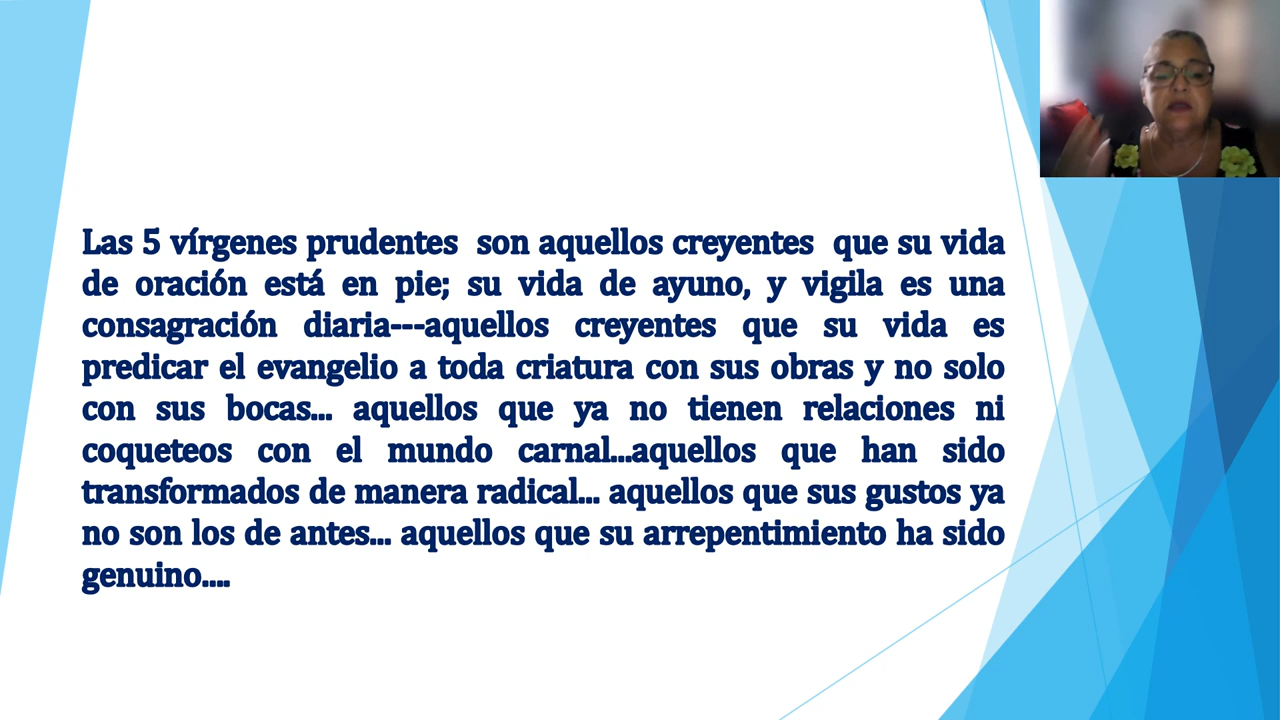 Las 5 vírgenes prudentes  son aquellos creyentes  que su vida
de oración está en pie; su vida de ayuno, y vigila es una
consagración diaria---aquellos creyentes que su vida es
predicar el evangelio a toda criatura con sus obras y no solo
con sus bocas... aquellos que ya no tienen relaciones ni
coqueteos con el mundo carnal...aquellos que han sido
transformados de manera radical... aquellos que sus gustos ya
no son los de antes... aquellos que su arrepentimiento ha sido
genuino....